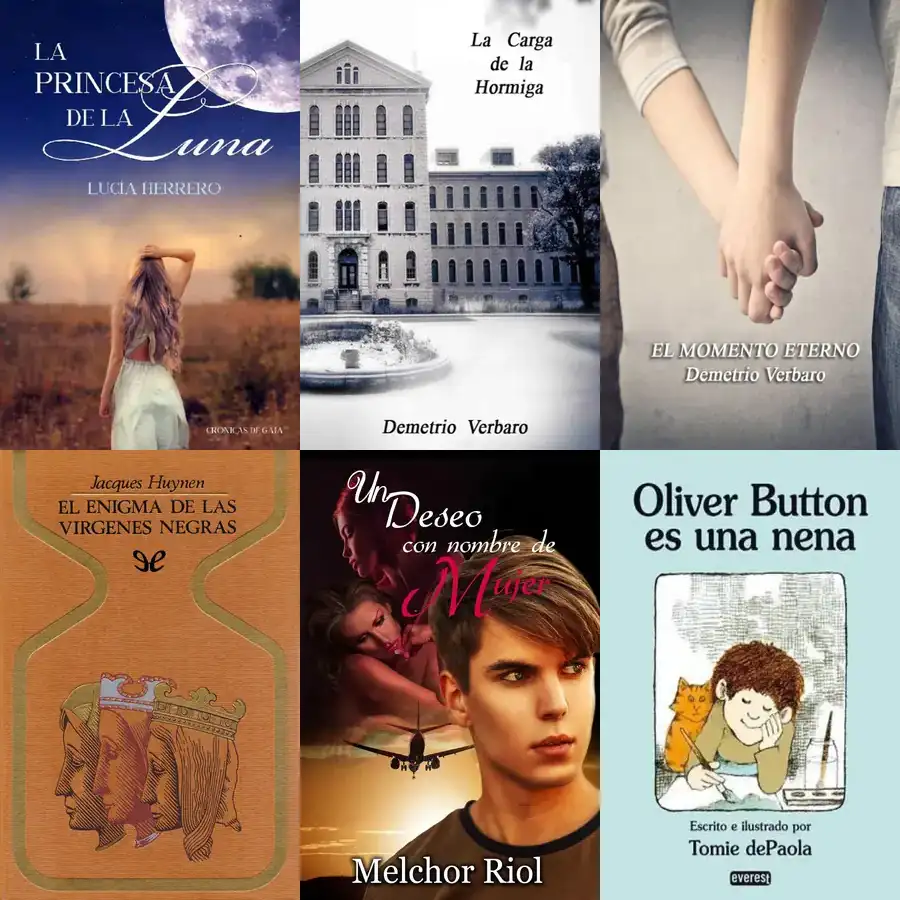 LA
PRINCESA
DE LA
Luna
LUCÍA HERRERO
CRÓNICAS DE GAIA
La Carga
de la
Hormiga
Demetrio Verbaro
EL MOMENTO ETERNO
Demetrio Verbaro
Jacques Huynen
EL ENIGMA DE LAS
VIRGENES NEGRAS
Un
Deseo
con nombre de
Mujer
Melchor Riol
Oliver Button
es una nena
Escrito e ilustrado por
Tomie dePaola
everest